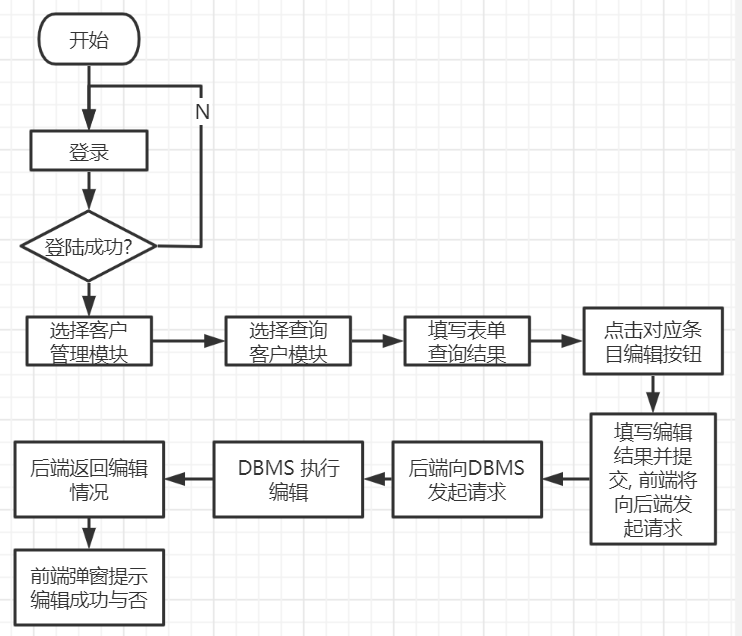 开始
N
登录
登陆成功?
选择客户
管理模块
选择查询
客户模块
填写表单
查询结果
点击对应条
目编辑按钮
填写编辑
结果并提
交, 前端将
向后端发
起请求
后端向DBMS
发起请求
DBMS 执行
编辑
后端返回编辑
情况
前端弹窗提示
编辑成功与否